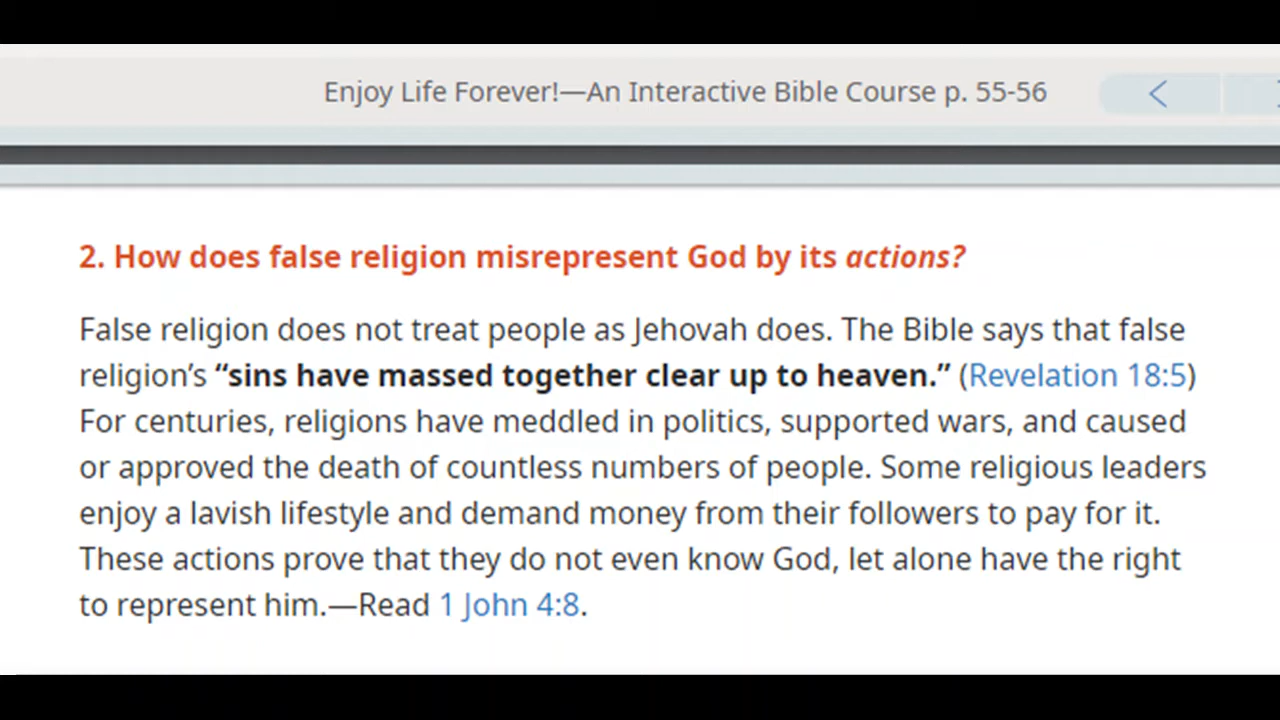 Enjoy Life Forever!—An Interactive Bible Course p. 55-56
2. How does false religion misrepresent God by its actions?
False religion does not treat people as Jehovah does. The Bible says that false
religion’s “sins have massed together clear up to heaven.” (Revelation 18:5)
For centuries, religions have meddled in politics, supported wars, and caused
or approved the death of countless numbers of people. Some religious leaders
enjoy a lavish lifestyle and demand money from their followers to pay for it.
These actions prove that they do not even know God, let alone have the right
to represent him.—Read 1 John 4:8.